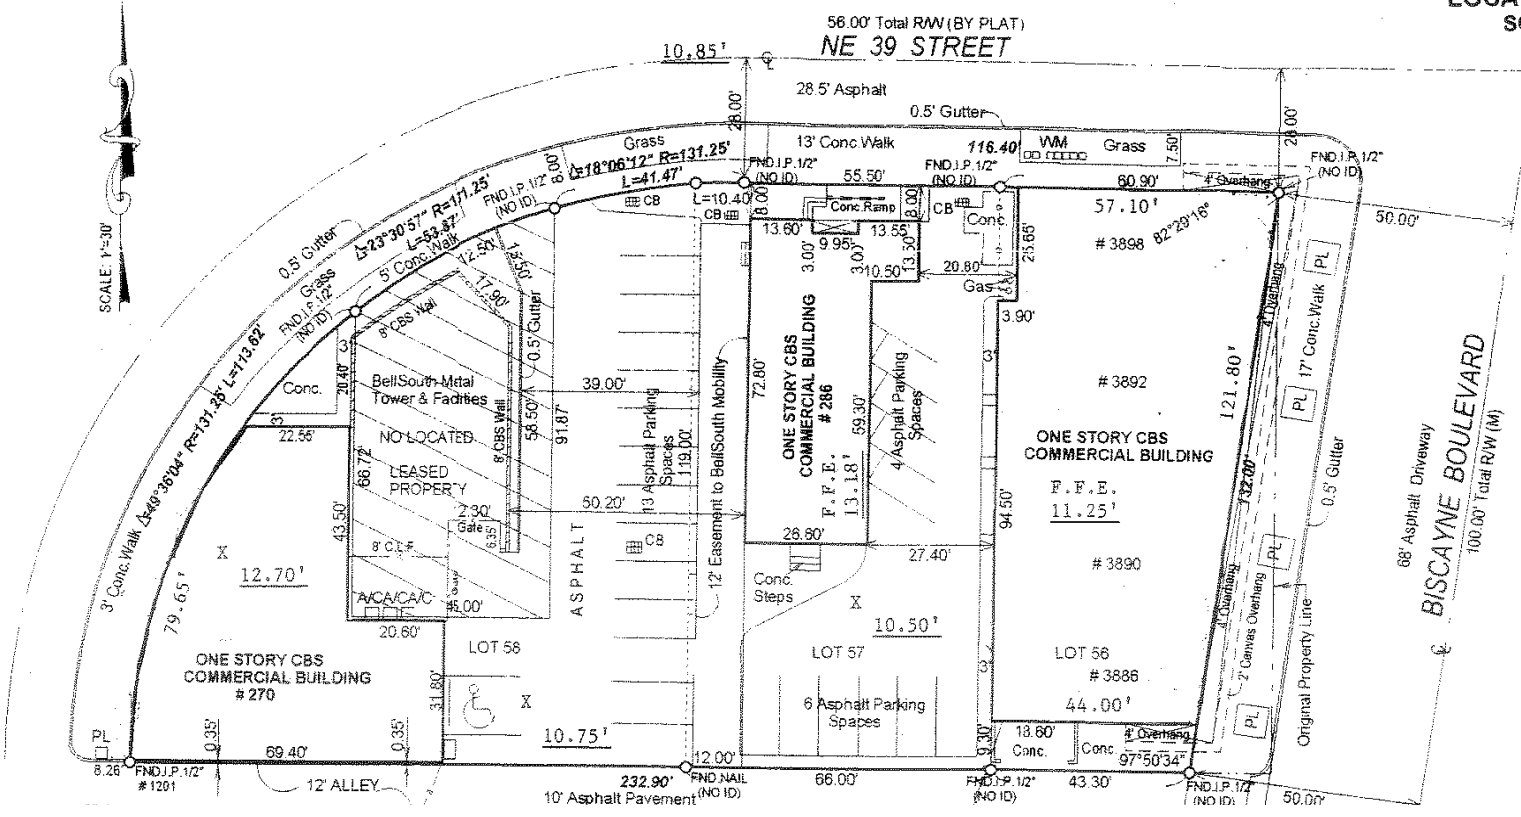 56.00' Total R/W (BY PLAT)
NE 39 STREET
10.85'
28.5' Asphalt
0.5' Gutter
28.00'
28.00'
Grass
13' Conc Walk
116.40'
WM
Grass
7.50'
Δ=18°06'12" R=131.25'
L=41.47'
8.00'
FND.I.P. 1/2"
(NO ID)
FND.I.P. 1/2"
(NO ID)
FND.I.P. 1/2"
(NO ID)
FND.I.P. 1/2"
(NO ID)
55.50'
60.90'
4' Overhang
57.10'
82°29'16"
50.00'
L=10.40'
CB
CB
CB
8.00'
Conc.Ramp
8.00'
Conc.
13.60'
9.95'
13.55'
3.00'
3.00'
13.30'
10.50'
20.80'
25.65'
Gas
3.90'
# 3898
SCALE: 1"=30'
0.5' Gutter
Grass
L=53.87'
5' Conc. Walk
12.50'
13.50'
17.90'
0.5' Gutter
FND.I.P. 1/2"
(NO ID)
8' CBS Wall
L=113.62'
R=131.25'
Δ=49°36'04"
3' Conc. Walk
Conc.
3'
3'
20.40'
22.55'
BellSouth Mrtal
Tower & Fadities
NO LOCATED
LEASED
PROPERTY
66.72'
43.50'
8' CBS Wall
58.50'
91.87'
39.00'
50.20'
2.30'
Gate
6.35'
8' C.L.F.
A/CA/CA/C
45.00'
20.60'
13 Asphalt Parking
Spaces
119.00'
12' Easement to BellSouth Mobility
ASPHALT
CB
72.80'
ONE STORY CBS
COMMERCIAL BUILDING
# 286
F.F.E.
13.18'
59.30'
26.60'
4 Asphalt Parking
Spaces
27.40'
3'
94.50'
# 3892
ONE STORY CBS
COMMERCIAL BUILDING
F.F.E.
11.25'
# 3890
121.80'
132.00'
4' Overhang
17' Conc.Walk
PL
PL
PL
PL
0.5' Gutter
68' Asphalt Driveway
BISCAYNE BOULEVARD
100.00' Total R/W (M)
4' Overhang
2' Canvas Overhang
Original Property Line
X
12.70'
79.65'
ONE STORY CBS
COMMERCIAL BUILDING
# 270
31.80'
LOT 58
X
10.75'
Conc.
Steps
X
10.50'
LOT 57
6 Asphalt Parking
Spaces
3'
LOT 56
# 3886
44.00'
9.00'
18.60'
Conc.
Conc.
4' Overhang
97°50'34"
PL
8.26'
FND.I.P. 1/2"
# 1201
0.35'
69.40'
0.35'
12' ALLEY
232.90'
10' Asphalt Pavement
12.00'
FND.NAIL
(NO ID)
66.00'
FND.I.P. 1/2"
(NO ID)
43.30'
FND.I.P. 1/2"
(NO ID)
50.00'